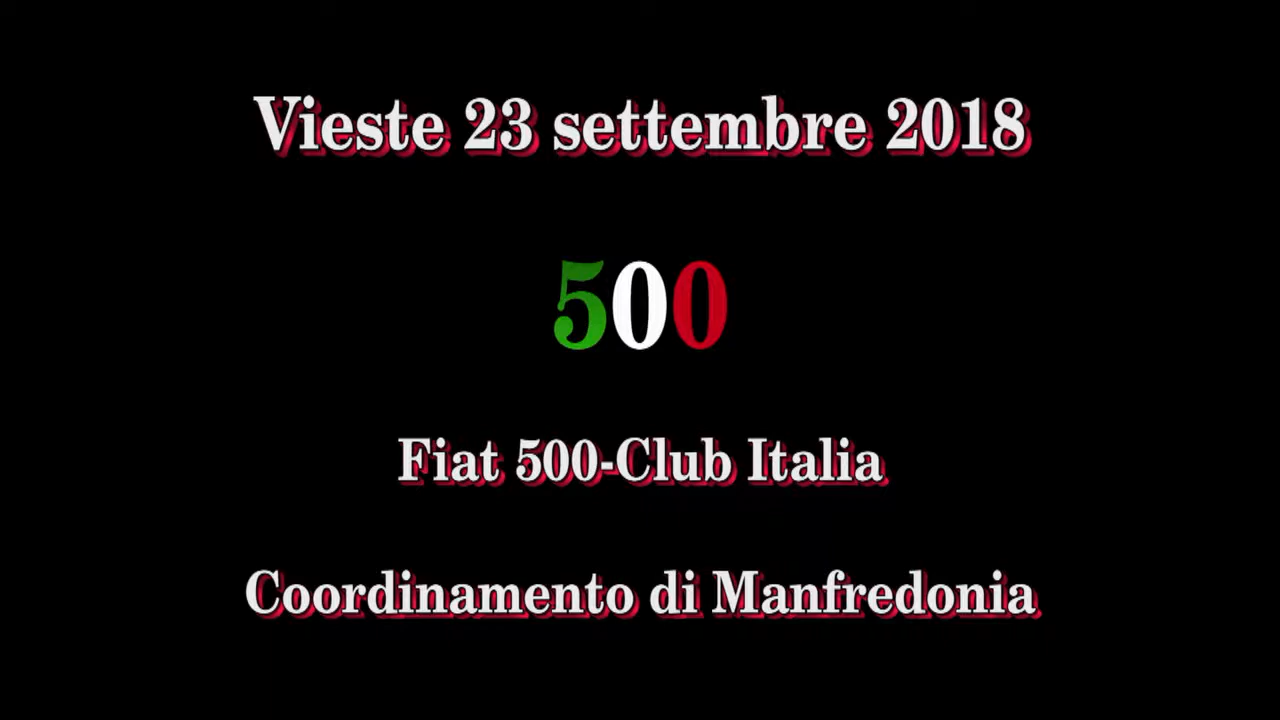 Vieste 23 settembre 2018
500
Fiat 500-Club Italia
Coordinamento di Manfredonia